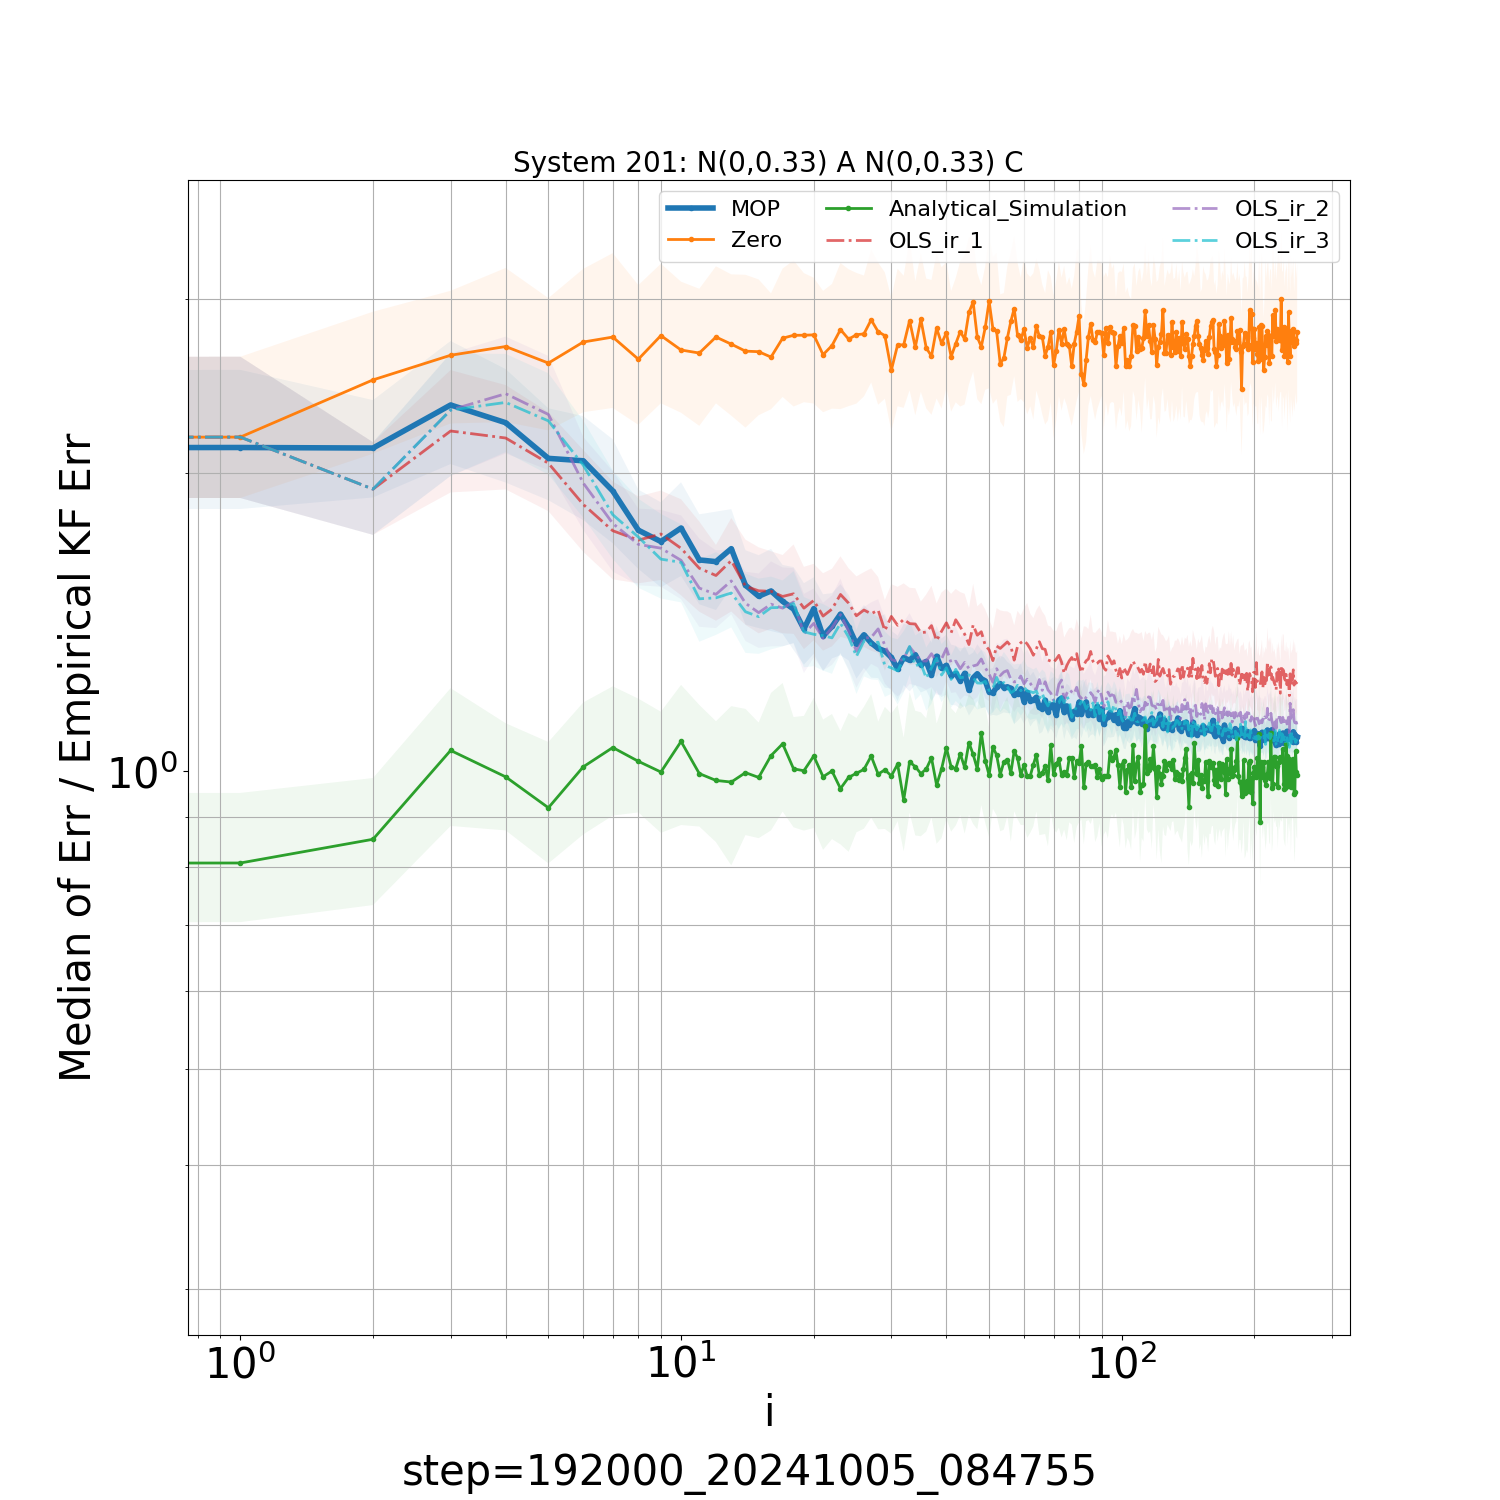 System 201: N(0,0.33) A N(0,0.33) C
MOP
Zero
Analytical_Simulation
OLS_ir_1
OLS_ir_2
OLS_ir_3
Median of Err / Empirical KF Err
10⁰
10⁰ 10¹ 10²
i
step=192000_20241005_084755